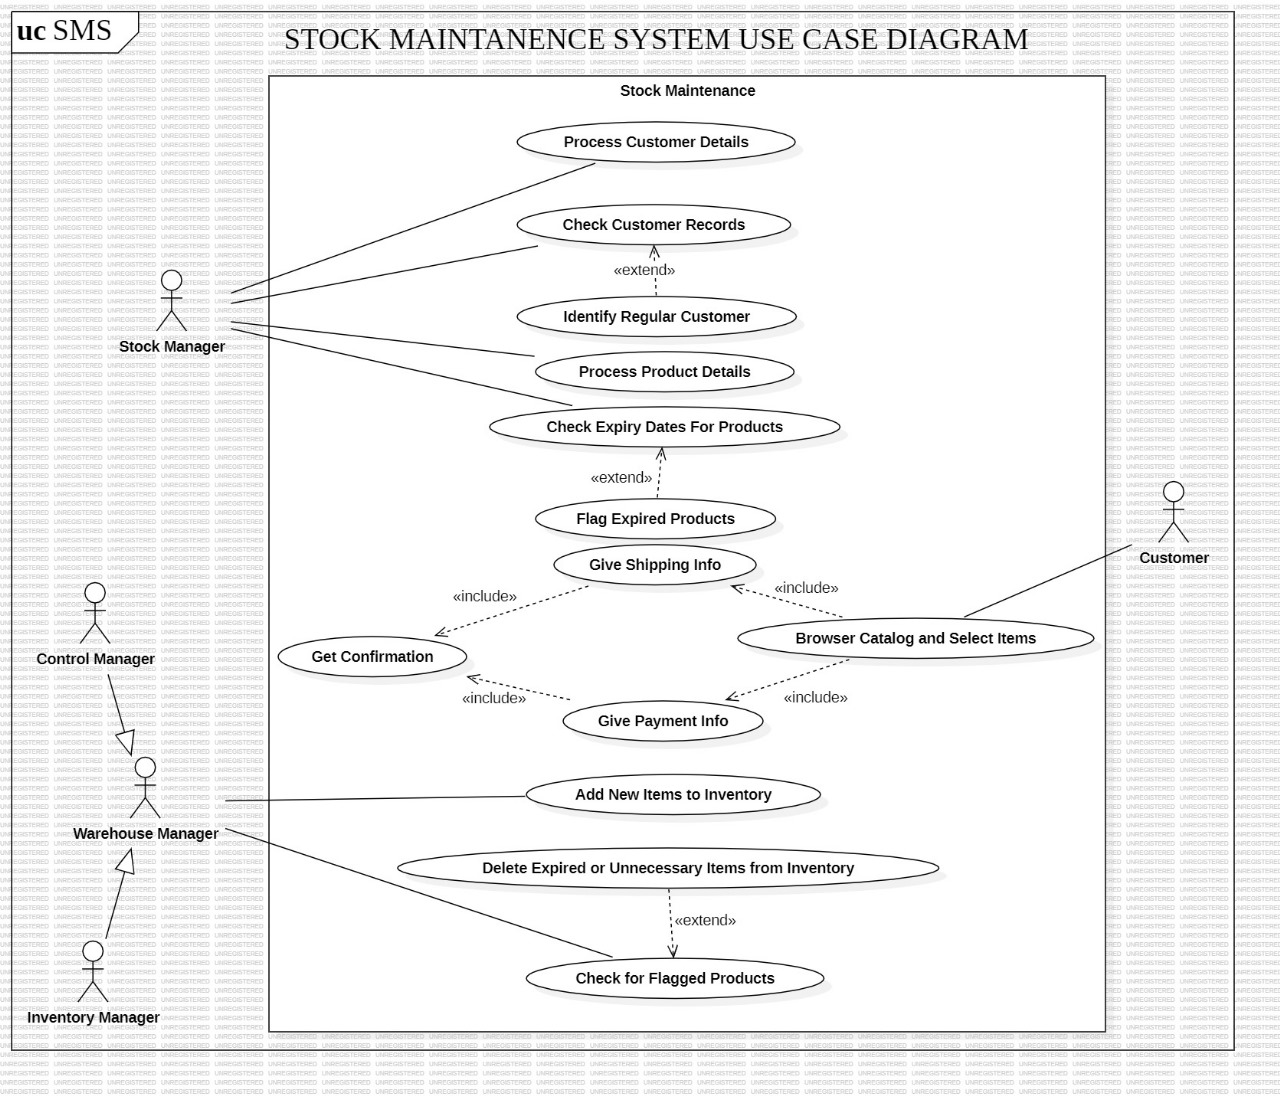 uc SMS
STOCK MAINTANENCE SYSTEM USE CASE DIAGRAM
Stock Maintenance
Process Customer Details
Check Customer Records
«extend»
Identify Regular Customer
Stock Manager
Process Product Details
Check Expiry Dates For Products
«extend»
Flag Expired Products
Give Shipping Info
Customer
«include»
«include»
Browser Catalog and Select Items
Control Manager
Get Confirmation
«include»
«include»
Give Payment Info
Add New Items to Inventory
Warehouse Manager
Delete Expired or Unnecessary Items from Inventory
«extend»
Check for Flagged Products
Inventory Manager
UNREGISTERED